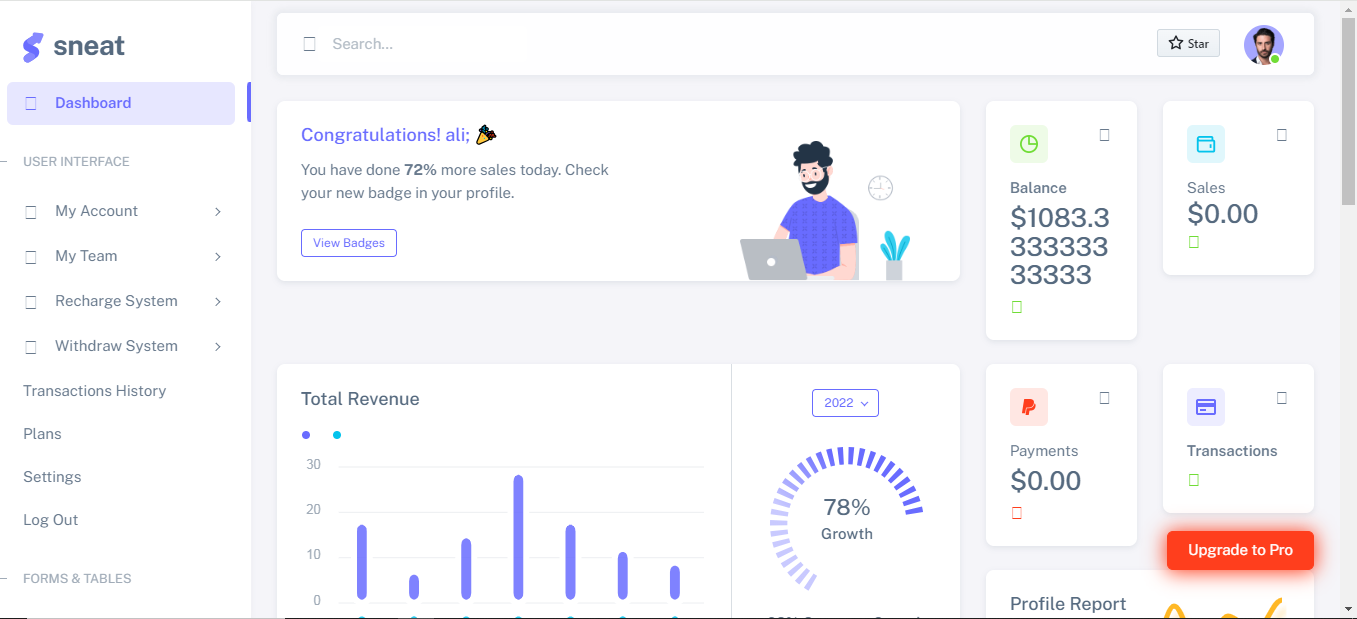 sneat
Search...
Star
Dashboard
USER INTERFACE
My Account
My Team
Recharge System
Withdraw System
Transactions History
Plans
Settings
Log Out
FORMS & TABLES
Congratulations! ali;
You have done 72% more sales today. Check
your new badge in your profile.
View Badges
Balance
$1083.3
333333
33333
Sales
$0.00
Total Revenue
30
20
10
0
2022
78%
Growth
Payments
$0.00
Transactions
Upgrade to Pro
Profile Report